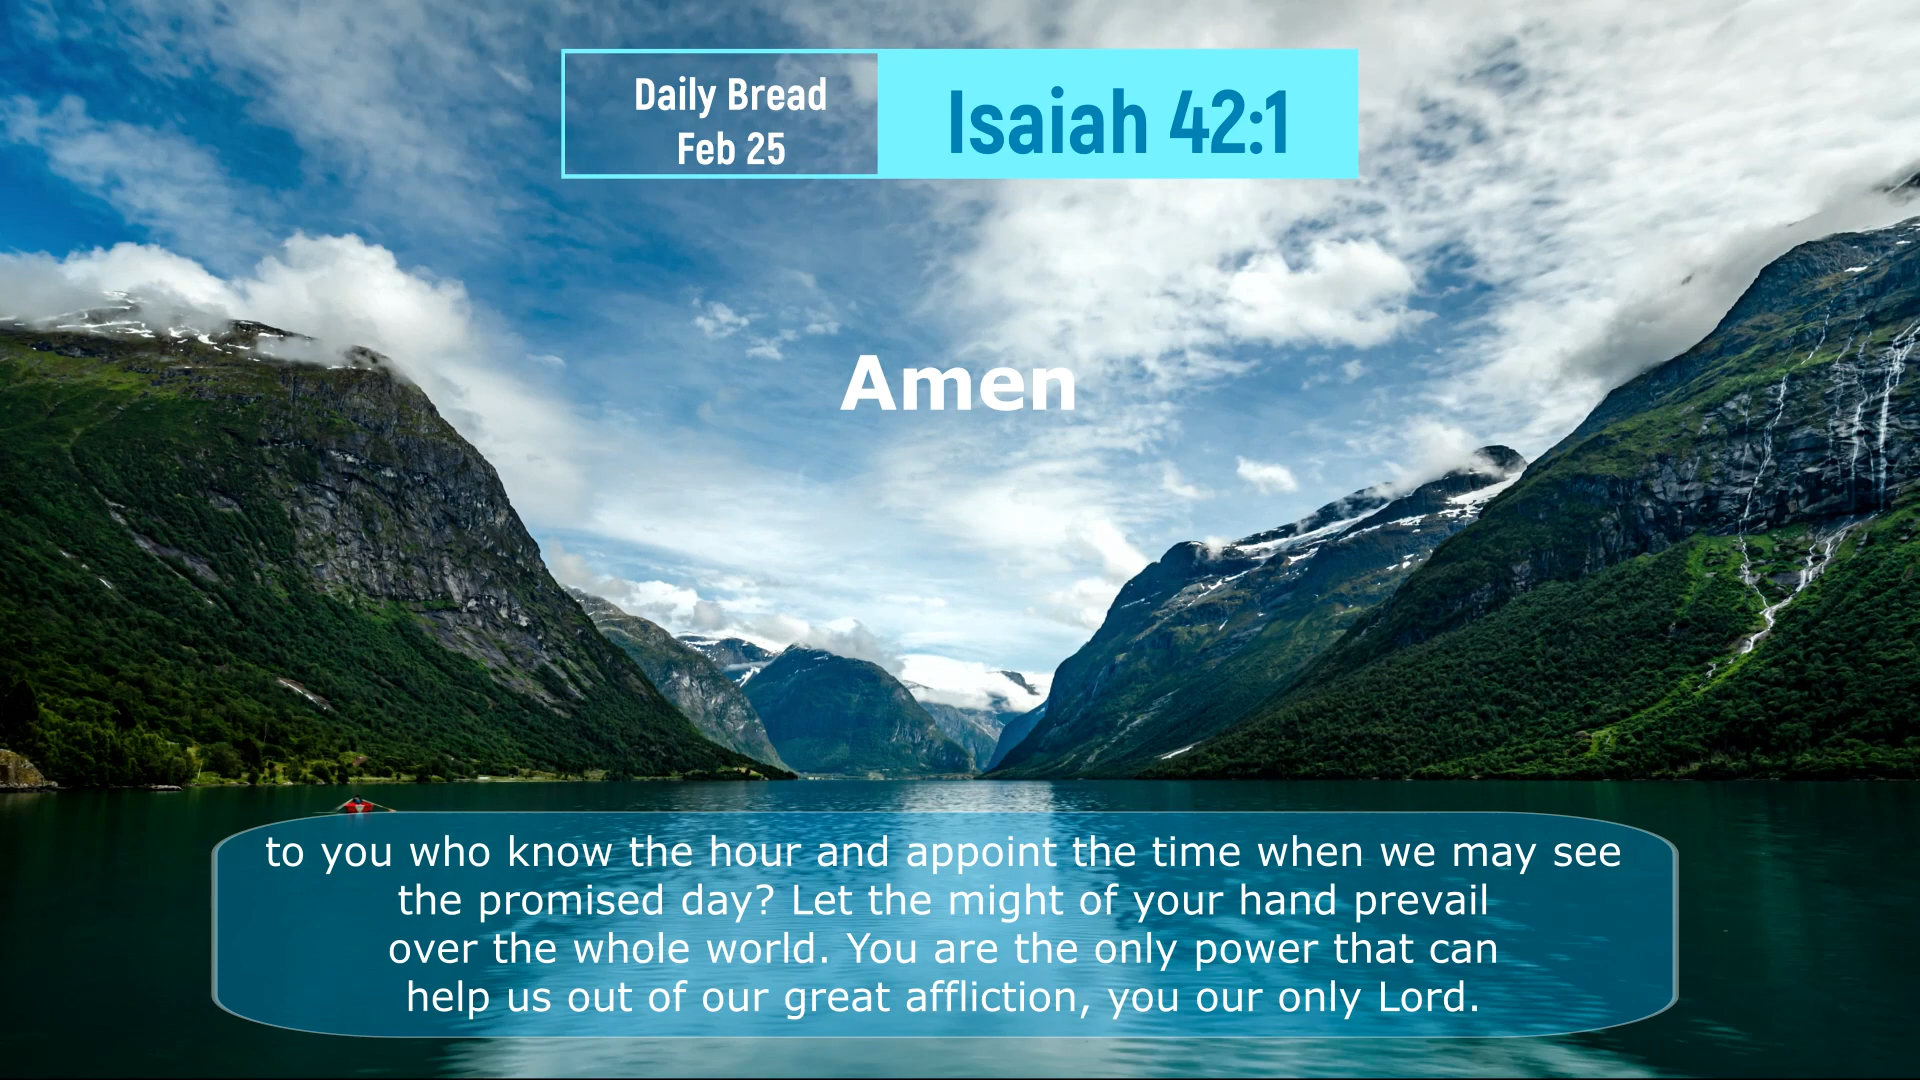 Daily Bread
Feb 25
Isaiah 42:1
Amen
to you who know the hour and appoint the time when we may see
the promised day? Let the might of your hand prevail
over the whole world. You are the only power that can
help us out of our great affliction, you our only Lord.